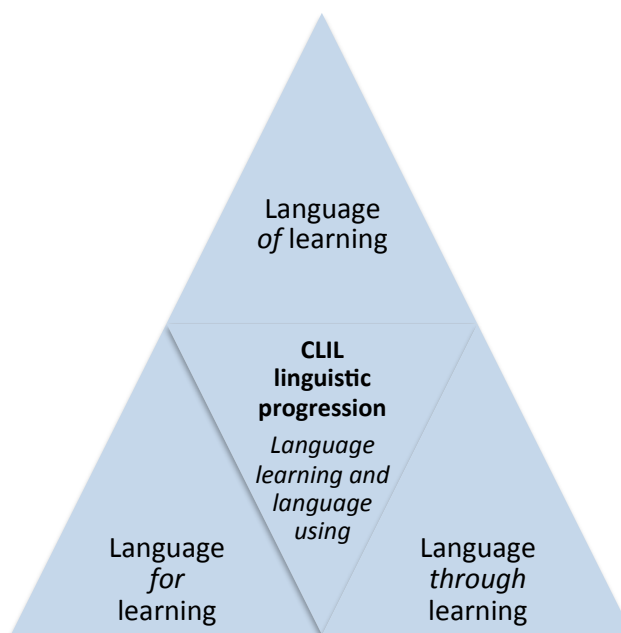 Language
of learning
CLIL
linguistic
progression
Language
learning and
language
using
Language
for
learning
Language
through
learning